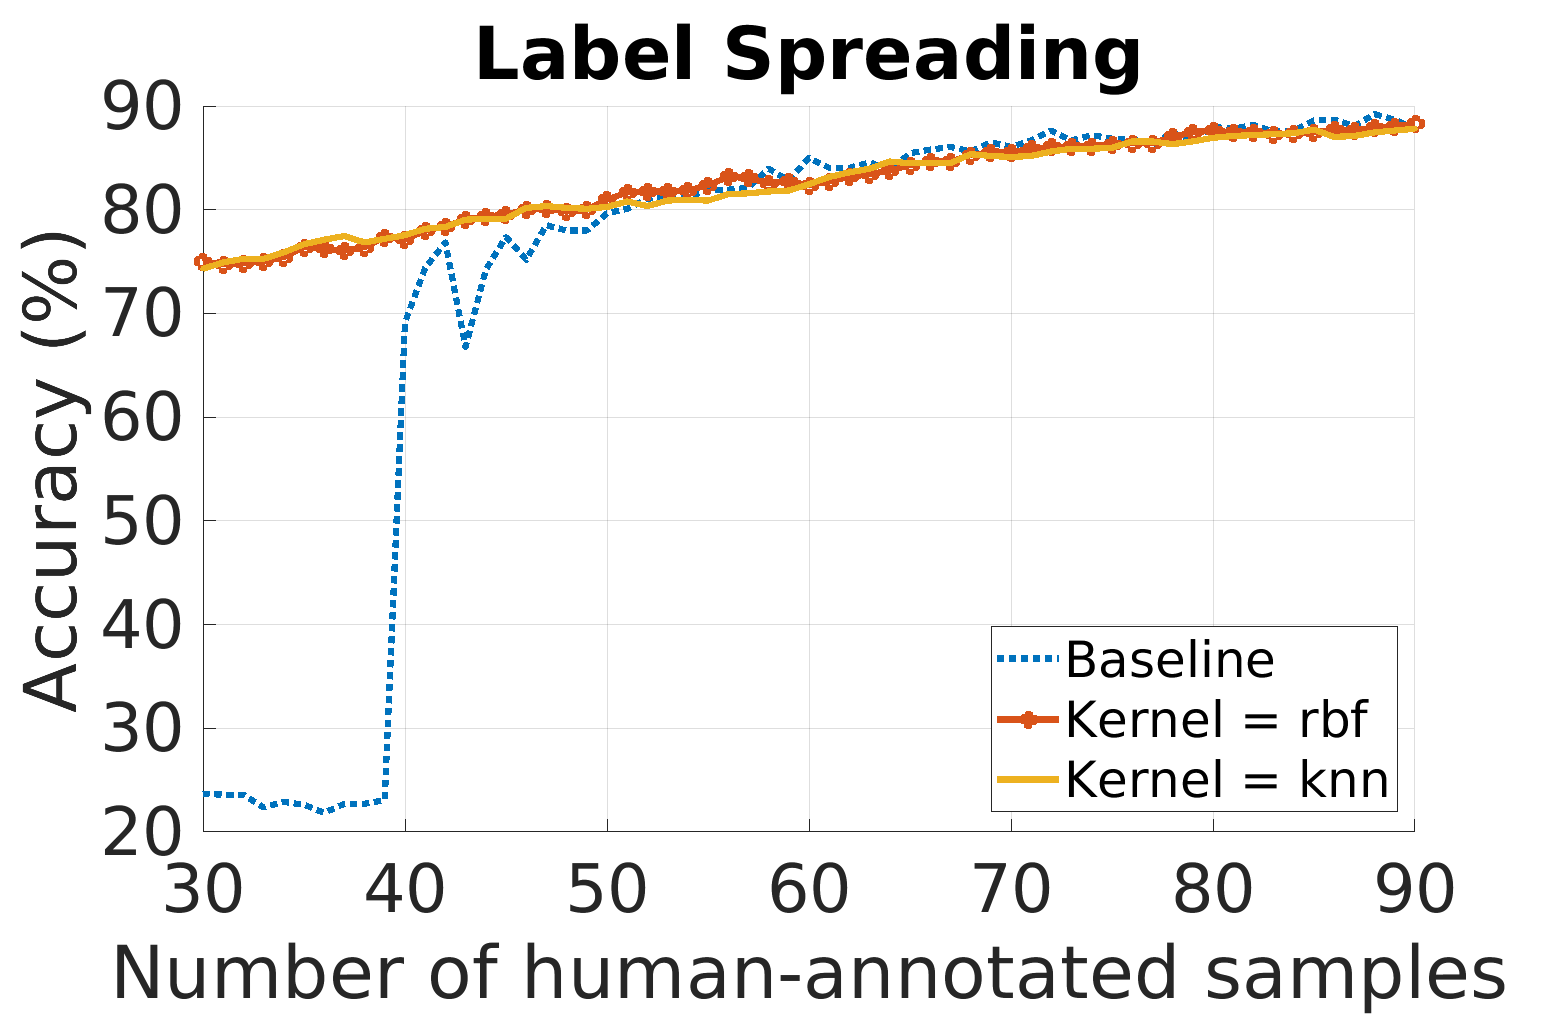 Label Spreading
90
80
70
60
50
40
30
20
Accuracy (%)
Baseline
Kernel = rbf
Kernel = knn
30 40 50 60 70 80 90
Number of human-annotated samples